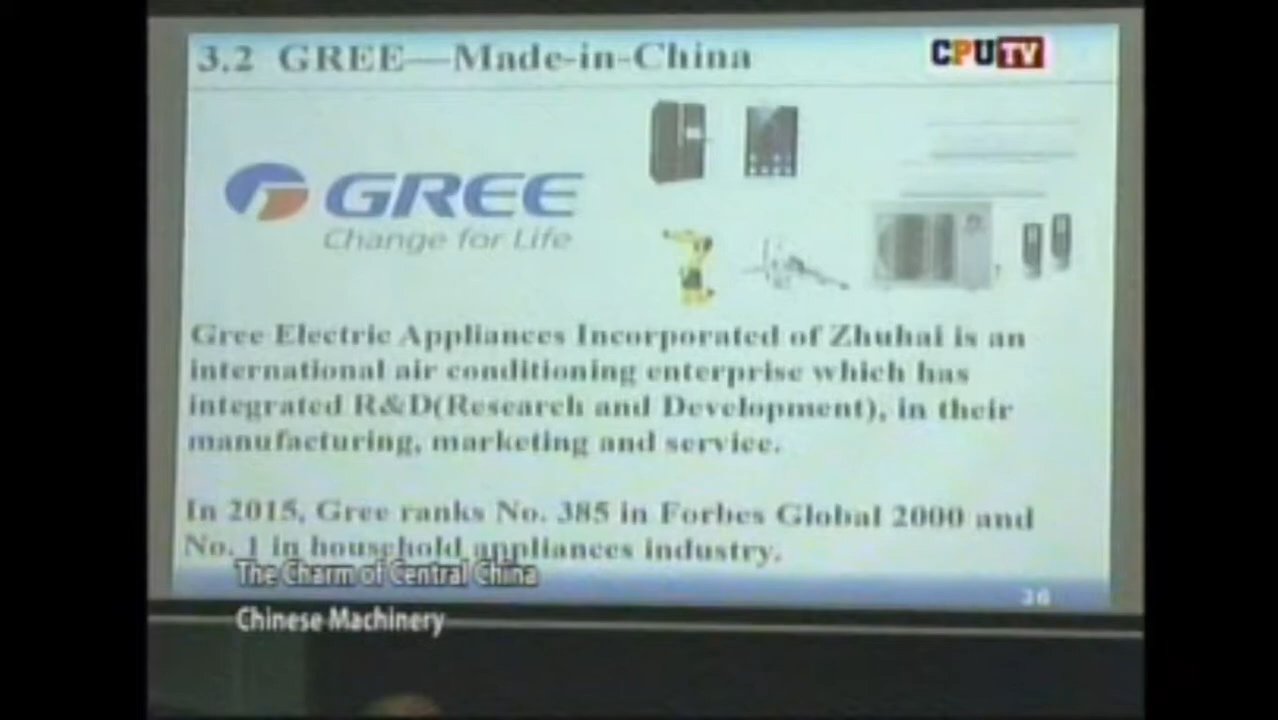 3.2 GREE—Made-in-China
CPUTV
GREE
Change for Life
Gree Electric Appliances Incorporated of Zhuhai is an
international air conditioning enterprise which has
integrated R&D(Research and Development), in their
manufacturing, marketing and service.
In 2015, Gree ranks No. 385 in Forbes Global 2000 and
No. 1 in household appliances industry.
The Charm of Central China
36
Chinese Machinery